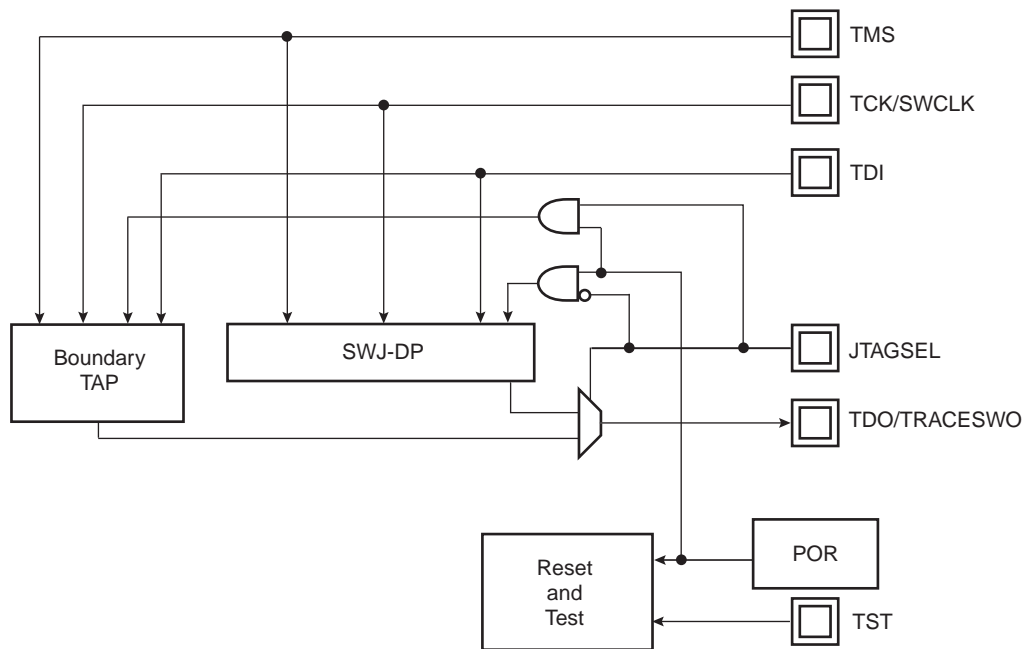 TMS
TCK/SWCLK
TDI
Boundary
TAP
SWJ-DP
JTAGSEL
TDO/TRACESWO
Reset
and
Test
POR
TST